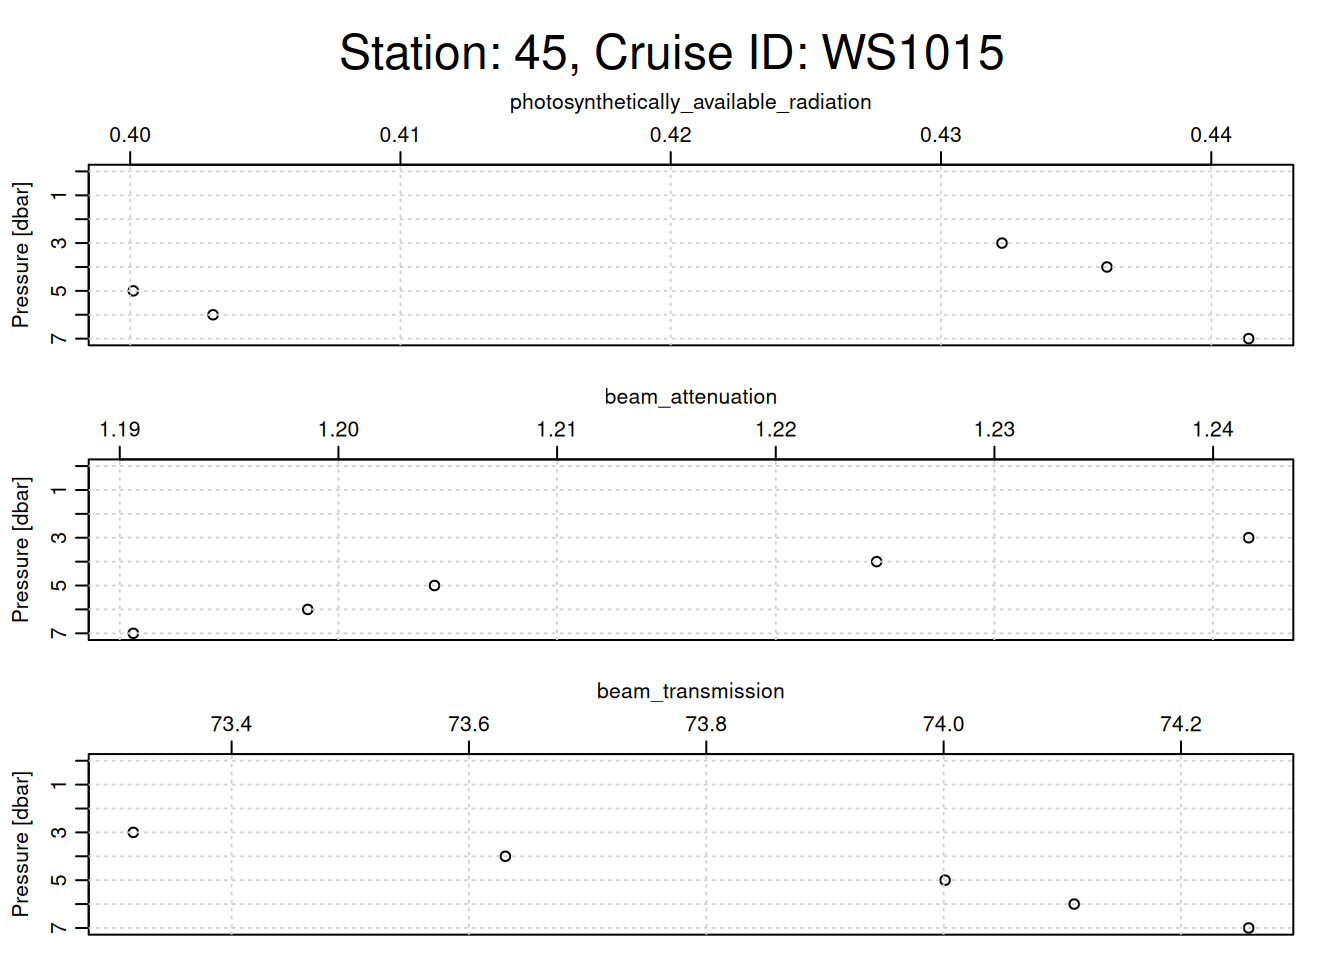 Station: 45, Cruise ID: WS1015
photosynthetically_available_radiation
0.40 0.41 0.42 0.43 0.44
Pressure [dbar]
1
3
5
7
beam_attenuation
1.19 1.20 1.21 1.22 1.23 1.24
Pressure [dbar]
1
3
5
7
beam_transmission
73.4 73.6 73.8 74.0 74.2
Pressure [dbar]
1
3
5
7